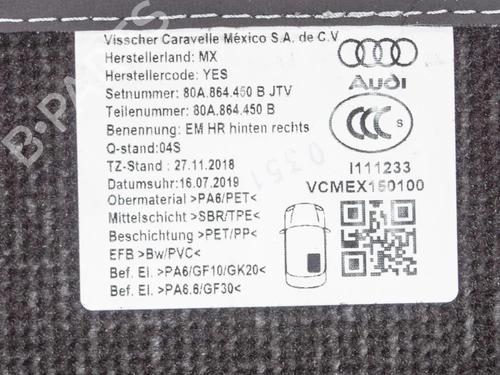 Visscher Caravelle México S.A. de C.V
Herstellerland: MX
Herstellercode: YES
Setnummer: 80A.864.450 B JTV
Teilenummer: 80A.864.450 B
Benennung: EM HR hinten rechts
Q-stand:04S
TZ-Stand : 27.11.2018
Datumsuhr:16.07.2019
Obermaterial >PA6/PET<
Mittelschicht >SBR/TPE<
Beschichtung >PET/PP<
EFB >Bw/PVC<
Bef. El. >PA6/GF10/GK20<
Bef. El. >PA6.6/GF30<
Audi
CCC S
I111233
VCMEX150100
0351
B-PARTS